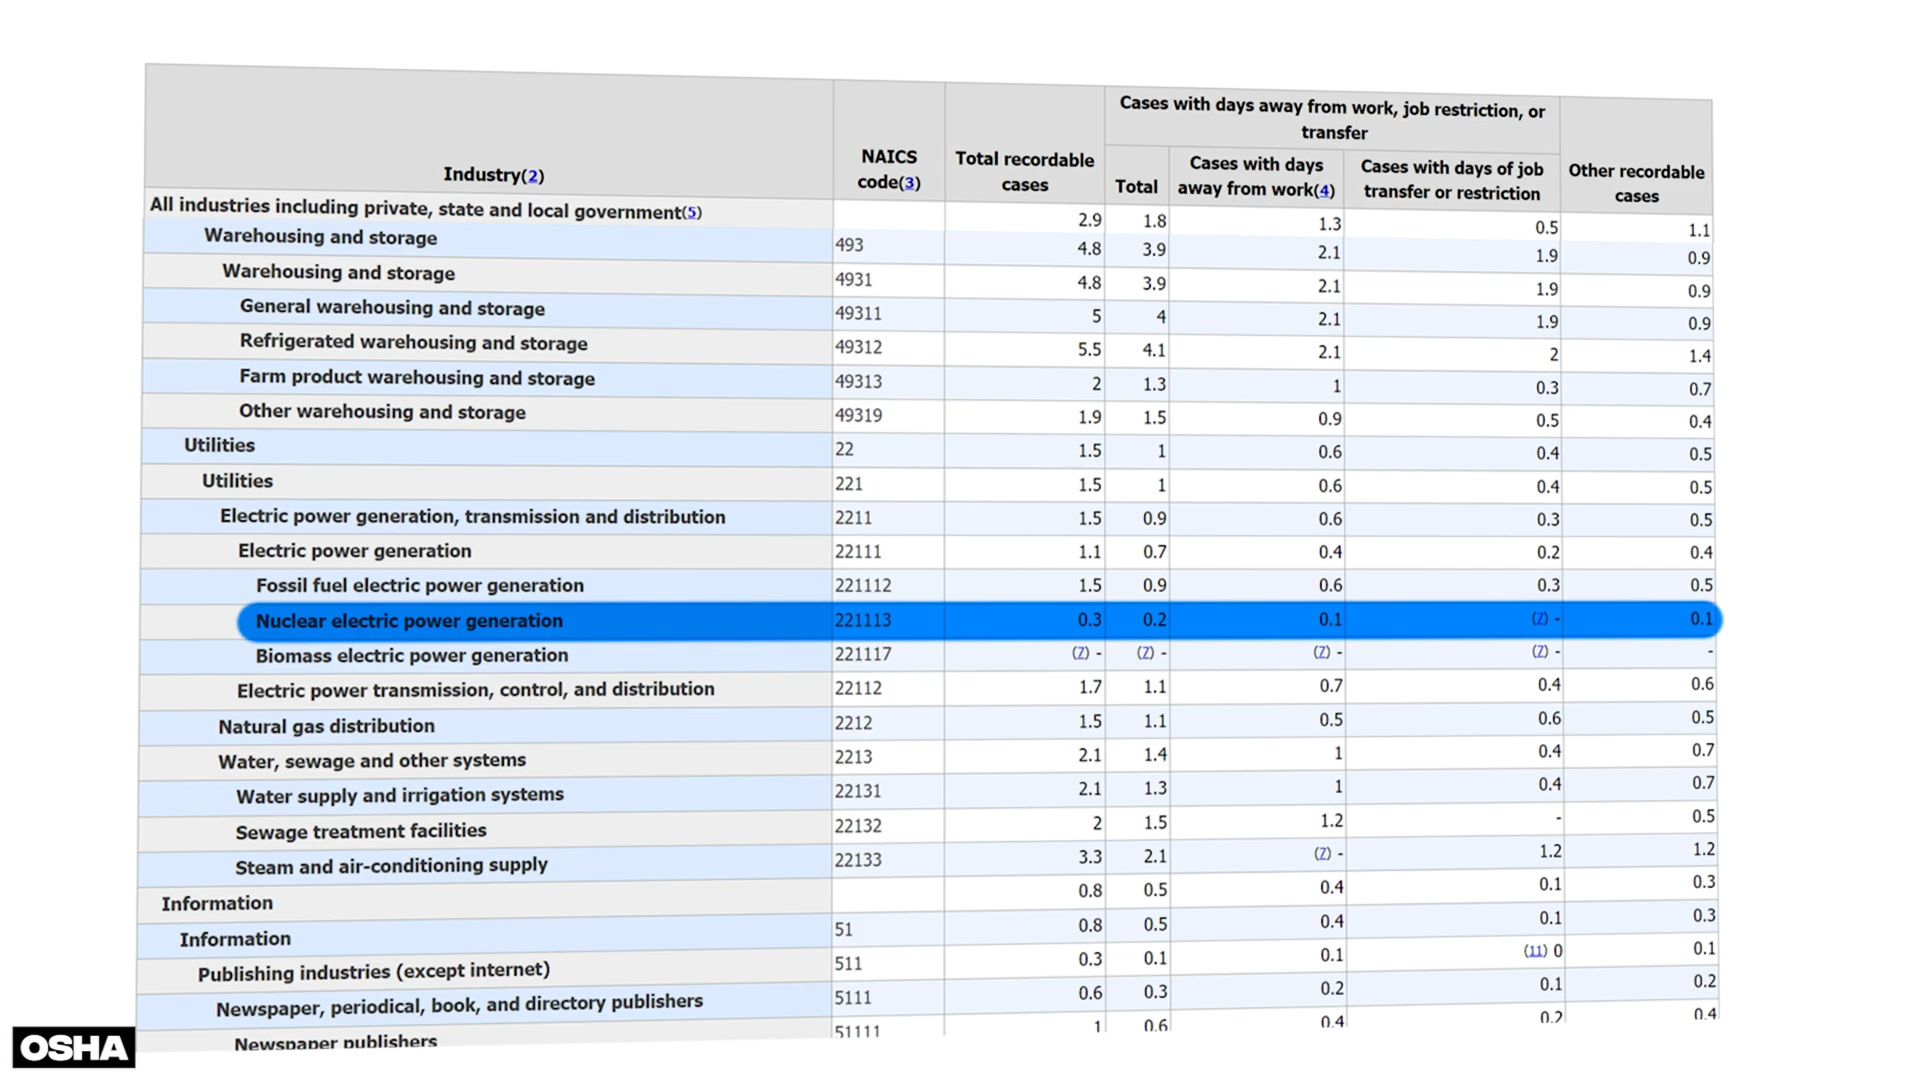 Industry(2) NAICS code(3) Total recordable cases Cases with days away from work, job restriction, or transfer Other recordable cases
Total Cases with days away from work(4) Cases with days of job transfer or restriction
All industries including private, state and local government(5) 2.9 1.8 1.3 0.5 1.1
Warehousing and storage 493 4.8 3.9 2.1 1.9 0.9
Warehousing and storage 4931 4.8 3.9 2.1 1.9 0.9
General warehousing and storage 49311 5 4 2.1 1.9 0.9
Refrigerated warehousing and storage 49312 5.5 4.1 2.1 2 1.4
Farm product warehousing and storage 49313 2 1.3 1 0.3 0.7
Other warehousing and storage 49319 1.9 1.5 0.9 0.5 0.4
Utilities 22 1.5 1 0.6 0.4 0.5
Utilities 221 1.5 1 0.6 0.4 0.5
Electric power generation, transmission and distribution 2211 1.5 0.9 0.6 0.3 0.5
Electric power generation 22111 1.1 0.7 0.4 0.2 0.4
Fossil fuel electric power generation 221112 1.5 0.9 0.6 0.3 0.5
Nuclear electric power generation 221113 0.3 0.2 0.1 (7) - 0.1
Biomass electric power generation 221117 (7) - (7) - (7) - (7) - -
Electric power transmission, control, and distribution 22112 1.7 1.1 0.7 0.4 0.6
Natural gas distribution 2212 1.5 1.1 0.5 0.6 0.5
Water, sewage and other systems 2213 2.1 1.4 1 0.4 0.7
Water supply and irrigation systems 22131 2.1 1.3 1 0.4 0.7
Sewage treatment facilities 22132 2 1.5 1.2 - 0.5
Steam and air-conditioning supply 22133 3.3 2.1 (7) - 1.2 1.2
Information 0.8 0.5 0.4 0.1 0.3
Information 51 0.8 0.5 0.4 0.1 0.3
Publishing industries (except internet) 511 0.3 0.1 0.1 (11) 0 0.1
Newspaper, periodical, book, and directory publishers 5111 0.6 0.3 0.2 0.1 0.2
Newspaper publishers 51111 1 0.6 0.4 0.2 0.4
OSHA